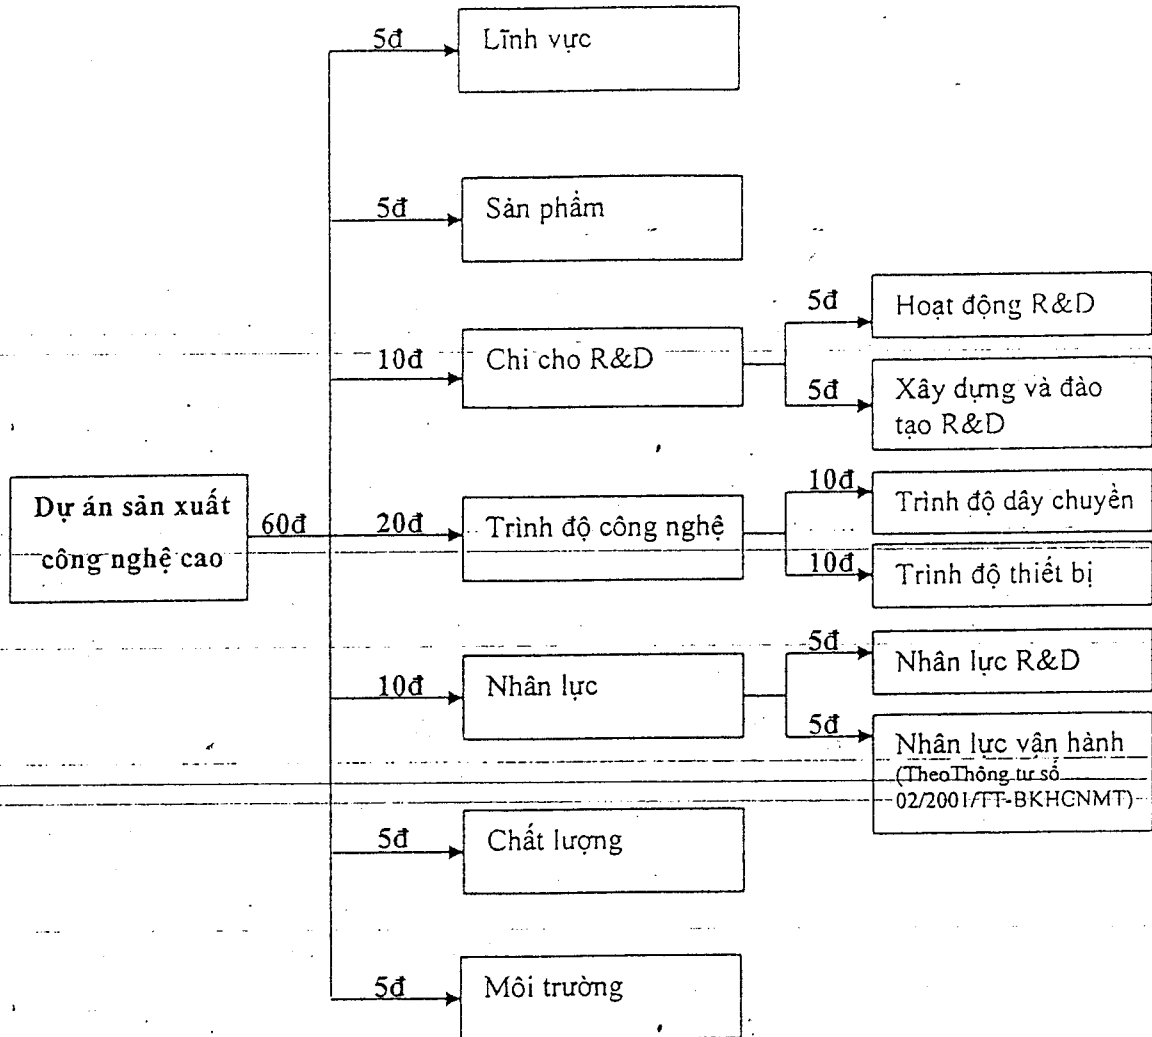 5đ
Lĩnh vực
5đ
Sản phẩm
5đ
Hoạt động R&D
10đ
Chi cho R&D
5đ
Xây dựng và đào
tạo R&D
Dự án sản xuất
công nghệ cao
60đ
20đ
Trình độ công nghệ
10đ
Trình độ dây chuyền
10đ
Trình độ thiết bị
10đ
Nhân lực
5đ
Nhân lực R&D
5đ
Nhân lực vận hành
(TheoThông tư số
02/2001/TT-BKHCNMT)
5đ
Chất lượng
5đ
Môi trường